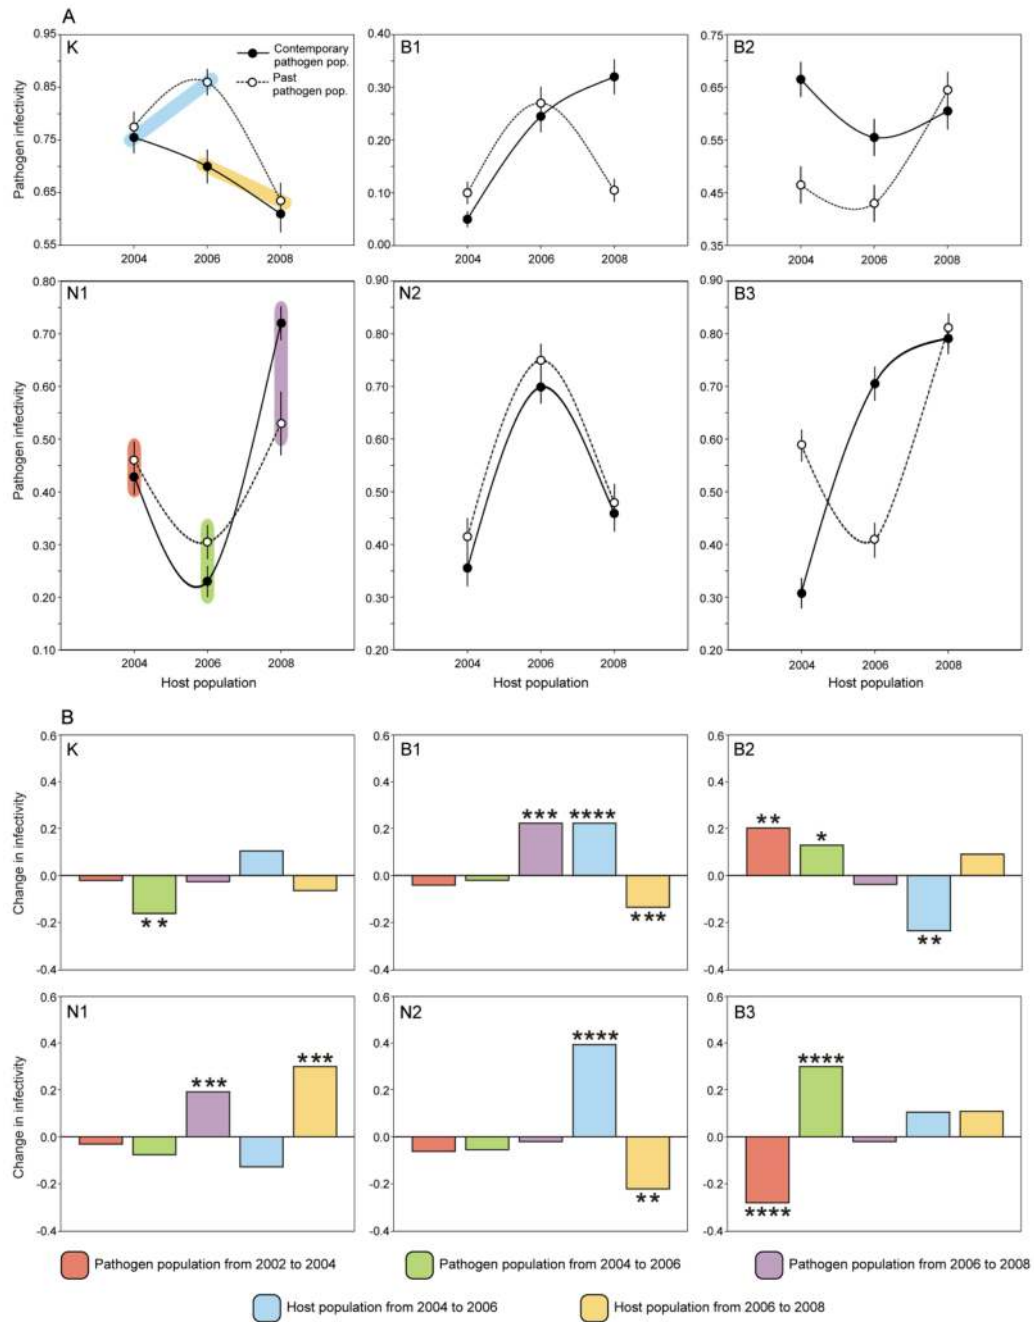 A
K
B1
B2
Contemporary
pathogen pop.
Past
pathogen pop.
Pathogen infectivity
0.95
0.85
0.75
0.65
0.55
2004 2006 2008
0.40
0.30
0.20
0.10
0.00
2004 2006 2008
0.75
0.65
0.55
0.45
0.35
2004 2006 2008
N1
N2
B3
Pathogen infectivity
0.80
0.70
0.60
0.50
0.40
0.30
0.20
0.10
2004 2006 2008
Host population
0.90
0.80
0.70
0.60
0.50
0.40
0.30
0.20
2004 2006 2008
Host population
0.90
0.80
0.70
0.60
0.50
0.40
0.30
0.20
2004 2006 2008
Host population
B
K
B1
B2
Change in infectivity
0.6
0.4
0.2
0.0
-0.2
-0.4
**
0.6
0.4
0.2
0.0
-0.2
-0.4
*** ****
***
0.6
0.4
0.2
0.0
-0.2
-0.4
**
*
**
N1
N2
B3
Change in infectivity
0.6
0.4
0.2
0.0
-0.2
-0.4
***
***
0.6
0.4
0.2
0.0
-0.2
-0.4
****
**
0.6
0.4
0.2
0.0
-0.2
-0.4
****
****
Pathogen population from 2002 to 2004
Pathogen population from 2004 to 2006
Pathogen population from 2006 to 2008
Host population from 2004 to 2006
Host population from 2006 to 2008